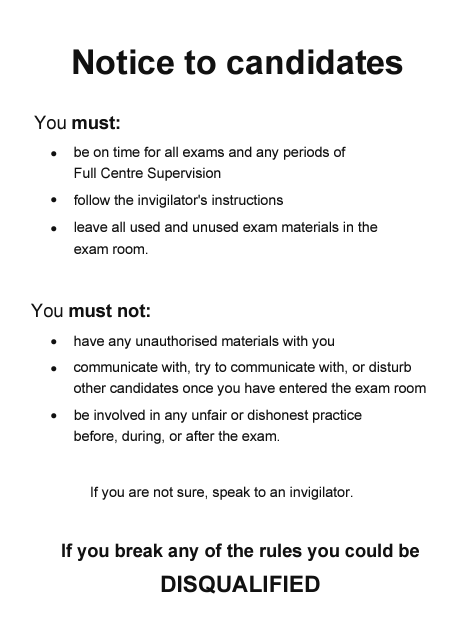 Notice to candidates
You must:
• be on time for all exams and any periods of
Full Centre Supervision
• follow the invigilator's instructions
• leave all used and unused exam materials in the
exam room.
You must not:
• have any unauthorised materials with you
• communicate with, try to communicate with, or disturb
other candidates once you have entered the exam room
• be involved in any unfair or dishonest practice
before, during, or after the exam.
If you are not sure, speak to an invigilator.
If you break any of the rules you could be
DISQUALIFIED